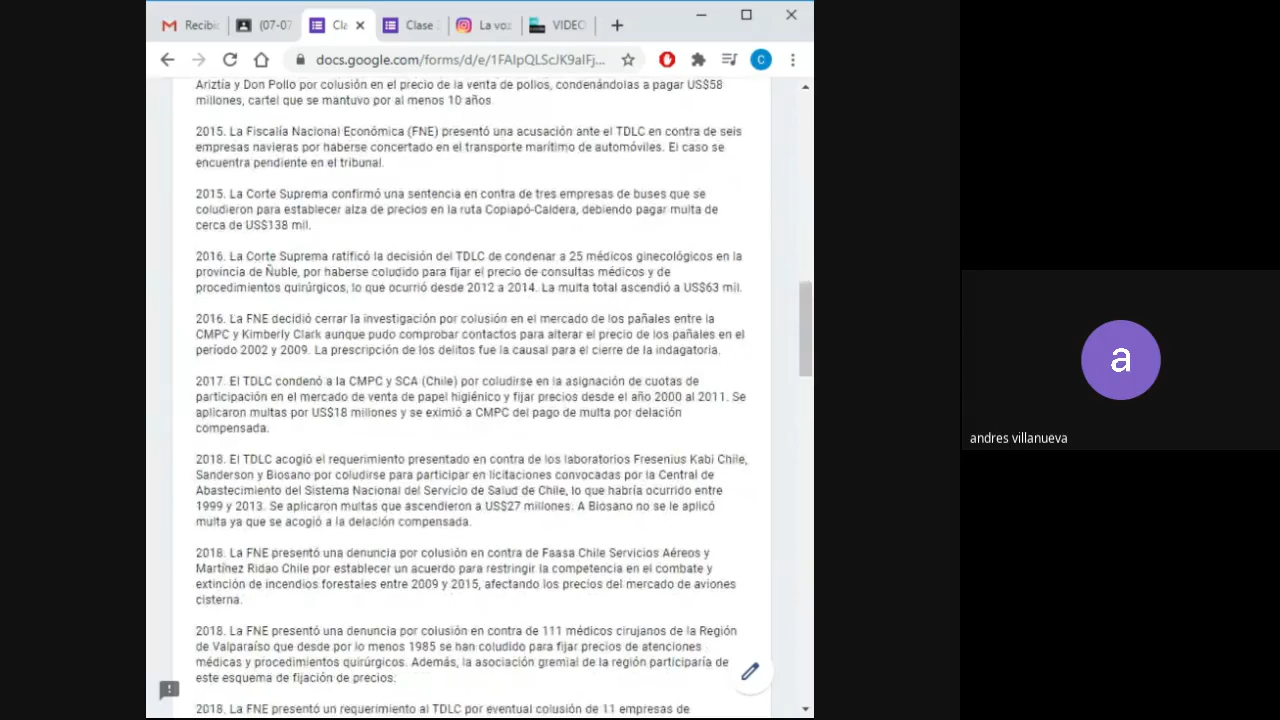 Recibi
(07-07
Cla
Clase
La voz
VIDEO
docs.google.com/forms/d/e/1FAIpQLScJK9aIFj...
C
Ariztía y Don Pollo por colusión en el precio de la venta de pollos, condenándolas a pagar US$58
millones, cartel que se mantuvo por al menos 10 años
2015. La Fiscalía Nacional Económica (FNE) presentó una acusación ante el TDLC en contra de seis
empresas navieras por haberse concertado en el transporte marítimo de automóviles. El caso se
encuentra pendiente en el tribunal.
2015. La Corte Suprema confirmó una sentencia en contra de tres empresas de buses que se
coludieron para establecer alza de precios en la ruta Copiapó-Caldera, debiendo pagar multa de
cerca de US$138 mil.
2016. La Corte Suprema ratificó la decisión del TDLC de condenar a 25 médicos ginecológicos en la
provincia de Ñuble, por haberse coludido para fijar el precio de consultas médicos y de
procedimientos quirúrgicos, lo que ocurrió desde 2012 a 2014. La multa total ascendió a US$63 mil.
2016. La FNE decidió cerrar la investigación por colusión en el mercado de los pañales entre la
CMPC y Kimberly Clark aunque pudo comprobar contactos para alterar el precio de los pañales en el
período 2002 y 2009. La prescripción de los delitos fue la causal para el cierre de la indagatoria.
2017. El TDLC condenó a la CMPC y SCA (Chile) por coludirse en la asignación de cuotas de
participación en el mercado de venta de papel higiénico y fijar precios desde el año 2000 al 2011. Se
aplicaron multas por US$18 millones y se eximió a CMPC del pago de multa por delación
compensada.
2018. El TDLC acogió el requerimiento presentado en contra de los laboratorios Fresenius Kabi Chile,
Sanderson y Biosano por coludirse para participar en licitaciones convocadas por la Central de
Abastecimiento del Sistema Nacional del Servicio de Salud de Chile, lo que habría ocurrido entre
1999 y 2013. Se aplicaron multas que ascendieron a US$27 millones. A Biosano no se le aplicó
multa ya que se acogió a la delación compensada.
2018. La FNE presentó una denuncia por colusión en contra de Faasa Chile Servicios Aéreos y
Martínez Ridao Chile por establecer un acuerdo para restringir la competencia en el combate y
extinción de incendios forestales entre 2009 y 2015, afectando los precios del mercado de aviones
cisterna.
2018. La FNE presentó una denuncia por colusión en contra de 111 médicos cirujanos de la Región
de Valparaíso que desde por lo menos 1985 se han coludido para fijar precios de atenciones
médicas y procedimientos quirúrgicos. Además, la asociación gremial de la región participaría de
este esquema de fijación de precios.
2018. La FNE presentó un requerimiento al TDLC por eventual colusión de 11 empresas de
a
andres villanueva